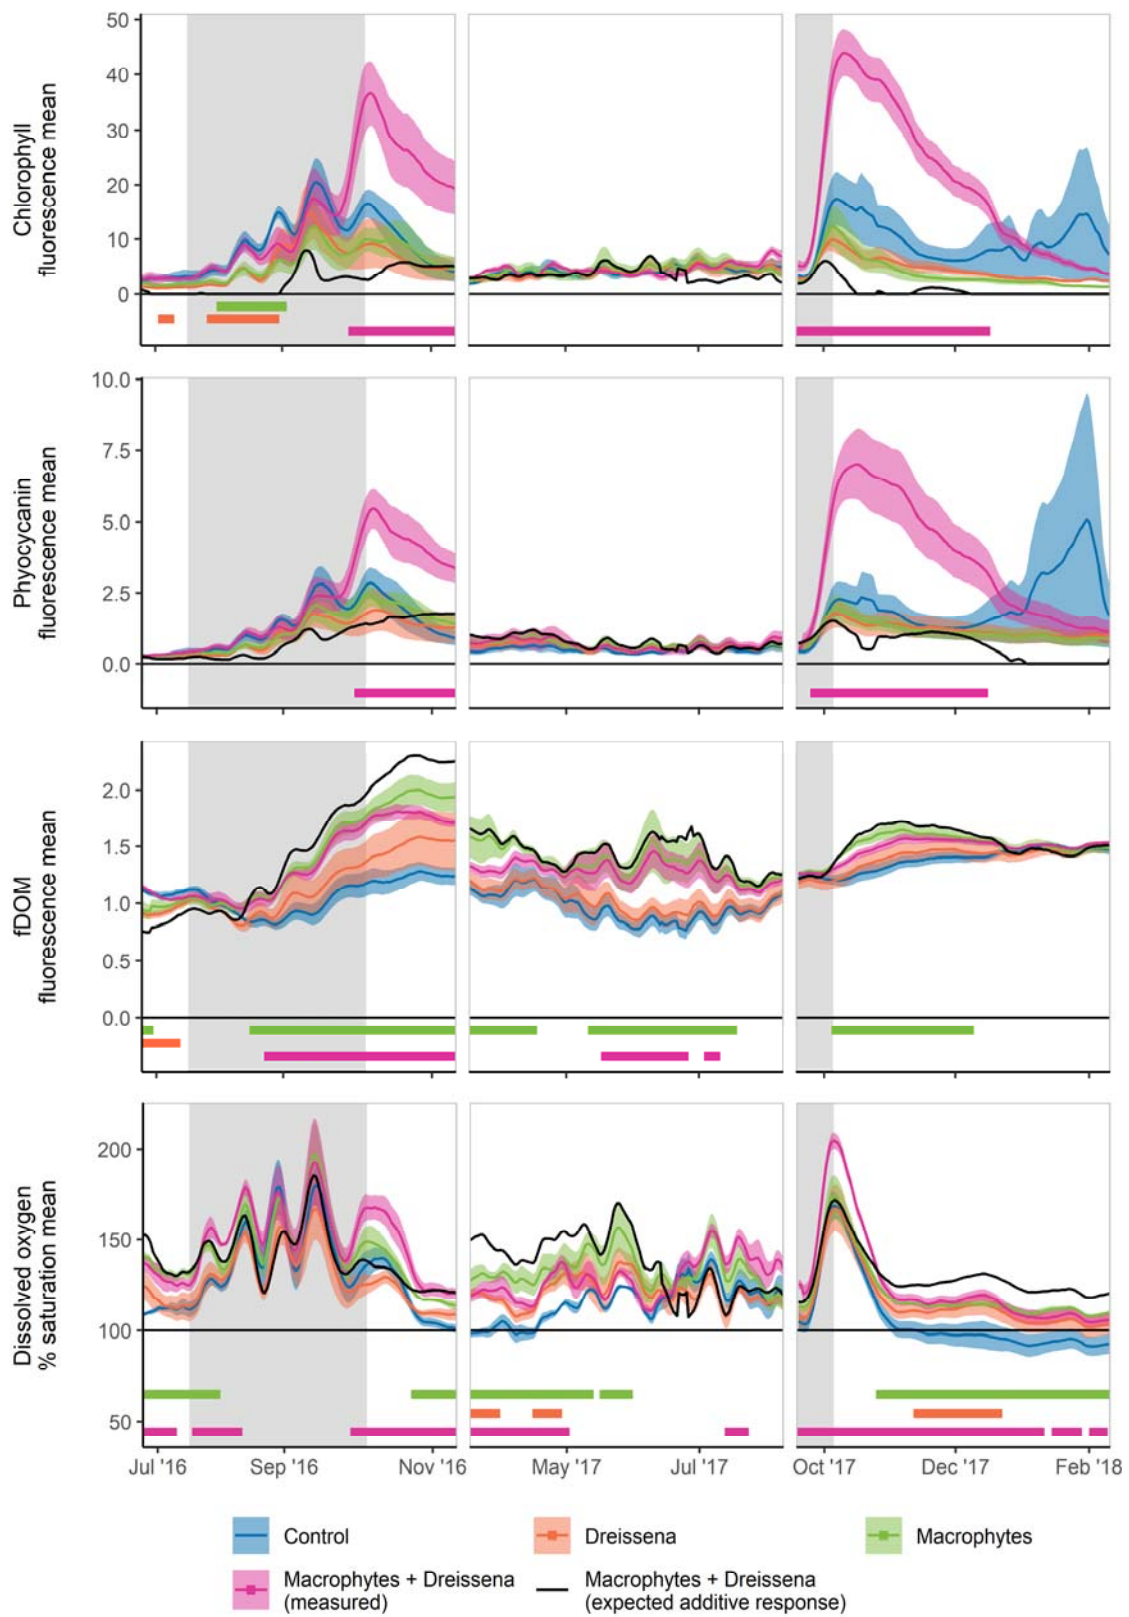 Chlorophyll
fluorescence mean
50
40
30
20
10
0
Phycocyanin
fluorescence mean
10.0
7.5
5.0
2.5
0.0
fDOM
fluorescence mean
2.0
1.5
1.0
0.5
0.0
Dissolved oxygen
% saturation mean
200
150
100
50
Jul '16 Sep '16 Nov '16 May '17 Jul '17 Oct '17 Dec '17 Feb '18
Control Dreissena Macrophytes
Macrophytes + Dreissena
(measured)
Macrophytes + Dreissena
(expected additive response)